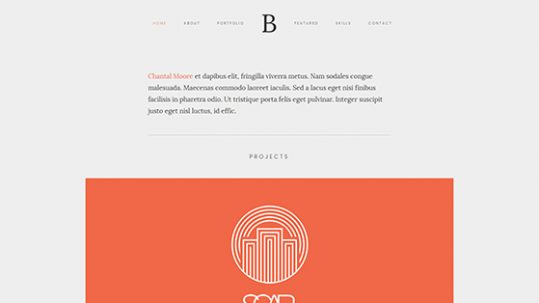 HOME ABOUT PORTFOLIO B FEATURED SKILLS CONTACT
Chantal Moore et dapibus elit, fringilla viverra metus. Nam sodales congue
malesuada. Maecenas commodo laoreet iaculis. Sed a lacus eget nisi finibus
facilisis in pharetra odio. Ut tristique porta felis eget pulvinar. Integer suscipit
justo eget nisl luctus, id effic.
PROJECTS